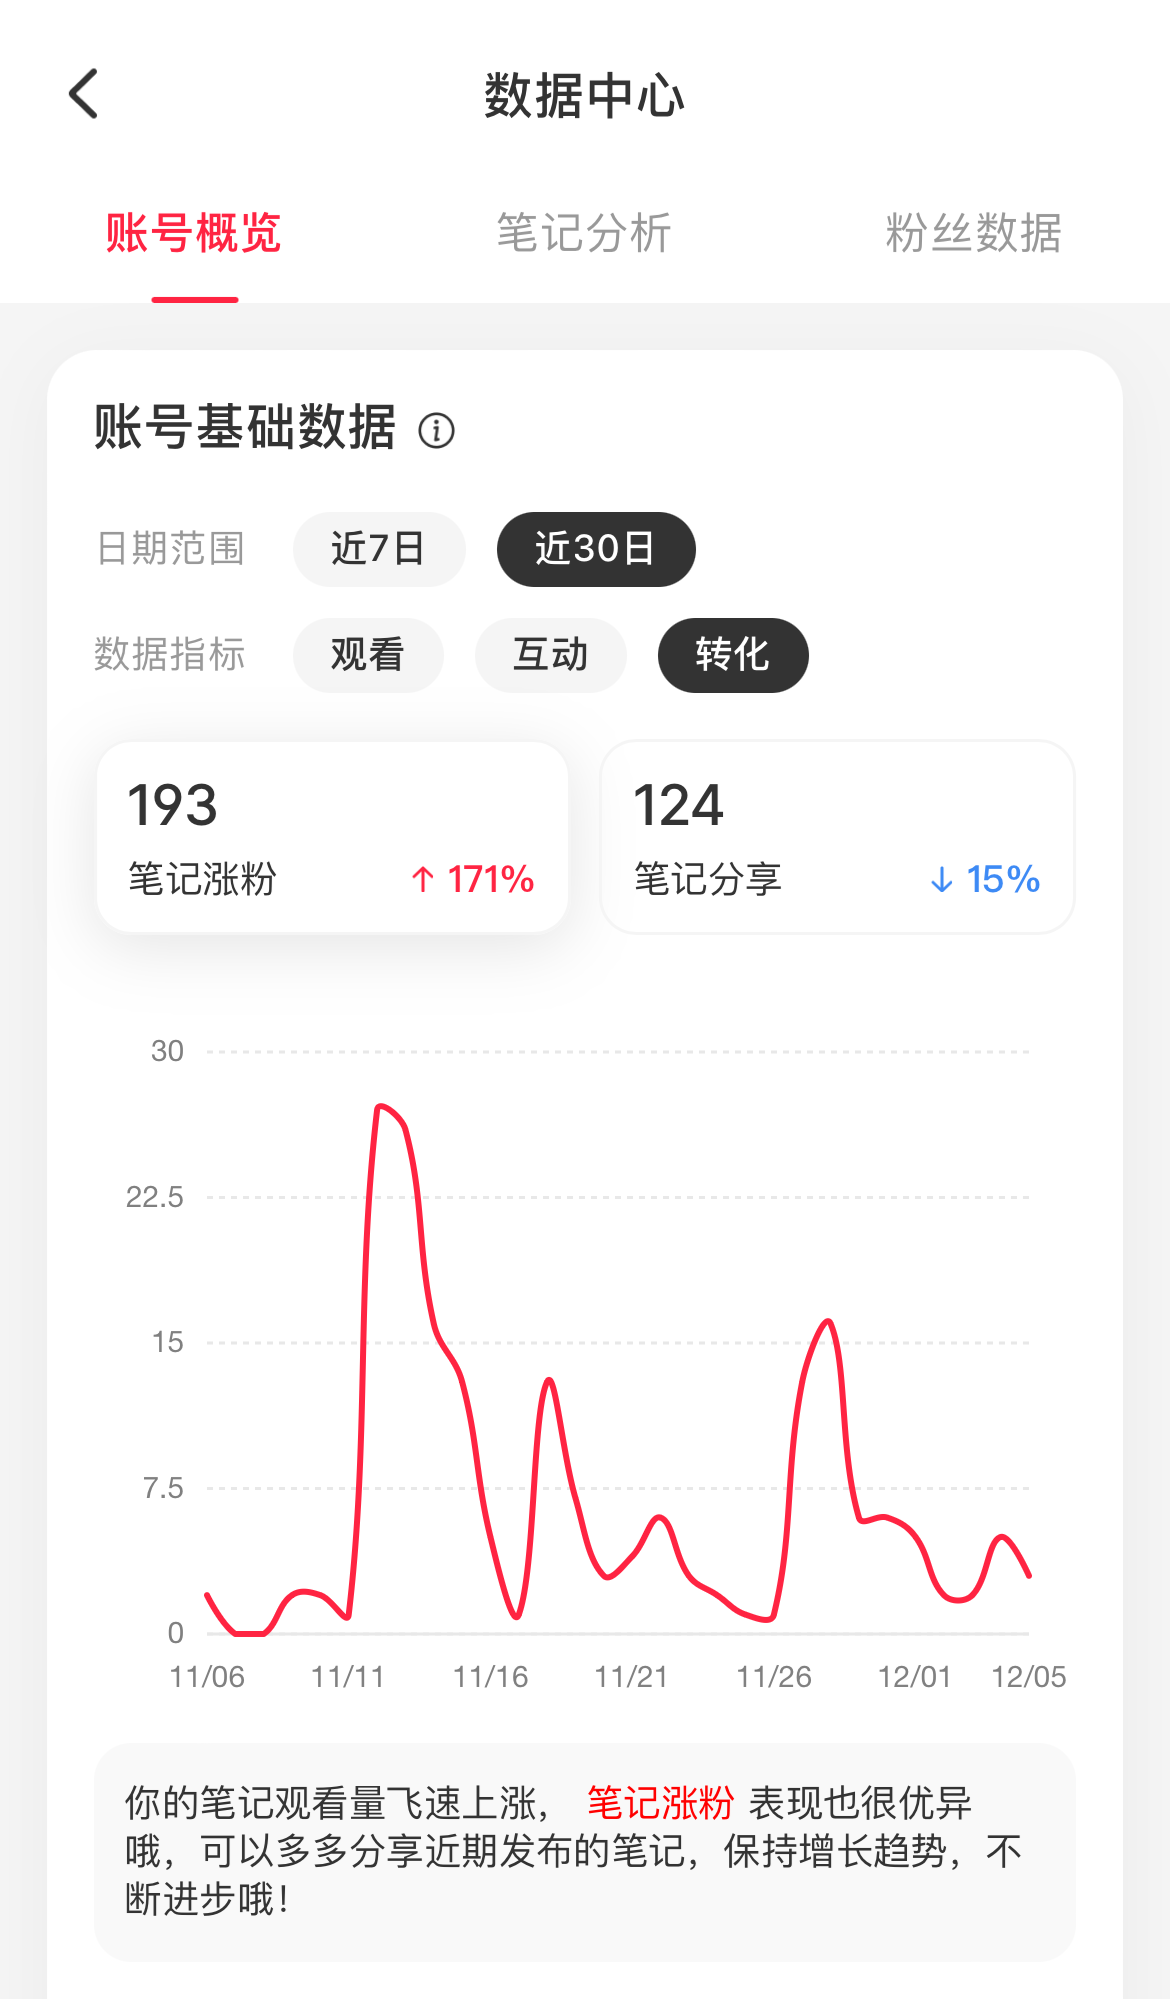 数据中心
账号概览 笔记分析 粉丝数据
账号基础数据
日期范围 近7日 近30日
数据指标 观看 互动 转化
193
笔记涨粉 ↑ 171%
124
笔记分享 ↓ 15%
30
22.5
15
7.5
0
11/06 11/11 11/16 11/21 11/26 12/01 12/05
你的笔记观看量飞速上涨， 笔记涨粉 表现也很优异
哦，可以多多分享近期发布的笔记，保持增长趋势，不
断进步哦！